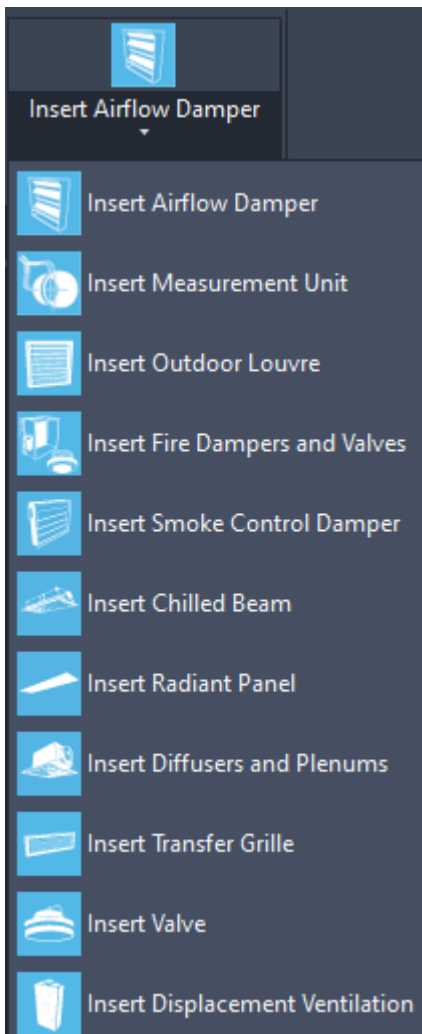 Insert Airflow Damper
Insert Airflow Damper
Insert Measurement Unit
Insert Outdoor Louvre
Insert Fire Dampers and Valves
Insert Smoke Control Damper
Insert Chilled Beam
Insert Radiant Panel
Insert Diffusers and Plenums
Insert Transfer Grille
Insert Valve
Insert Displacement Ventilation